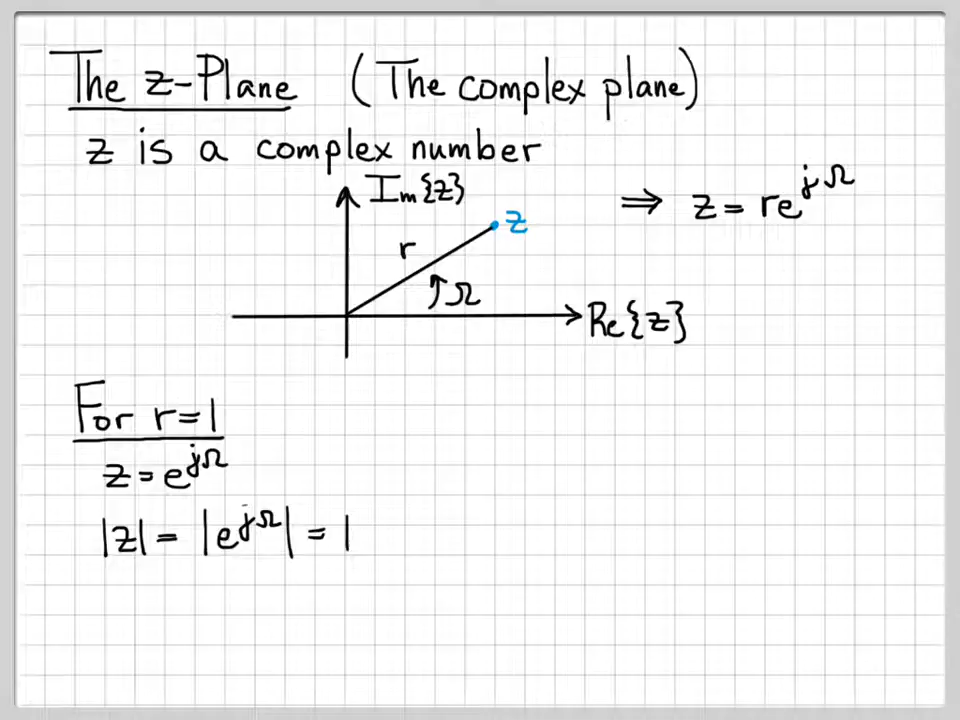 The z-Plane (The complex plane)
z is a complex number
Im{z}
⇒ z = re^{jΩ}
z
r
Ω
Re{z}
For r=1
z = e^{jΩ}
|z| = |e^{jΩ}| = 1